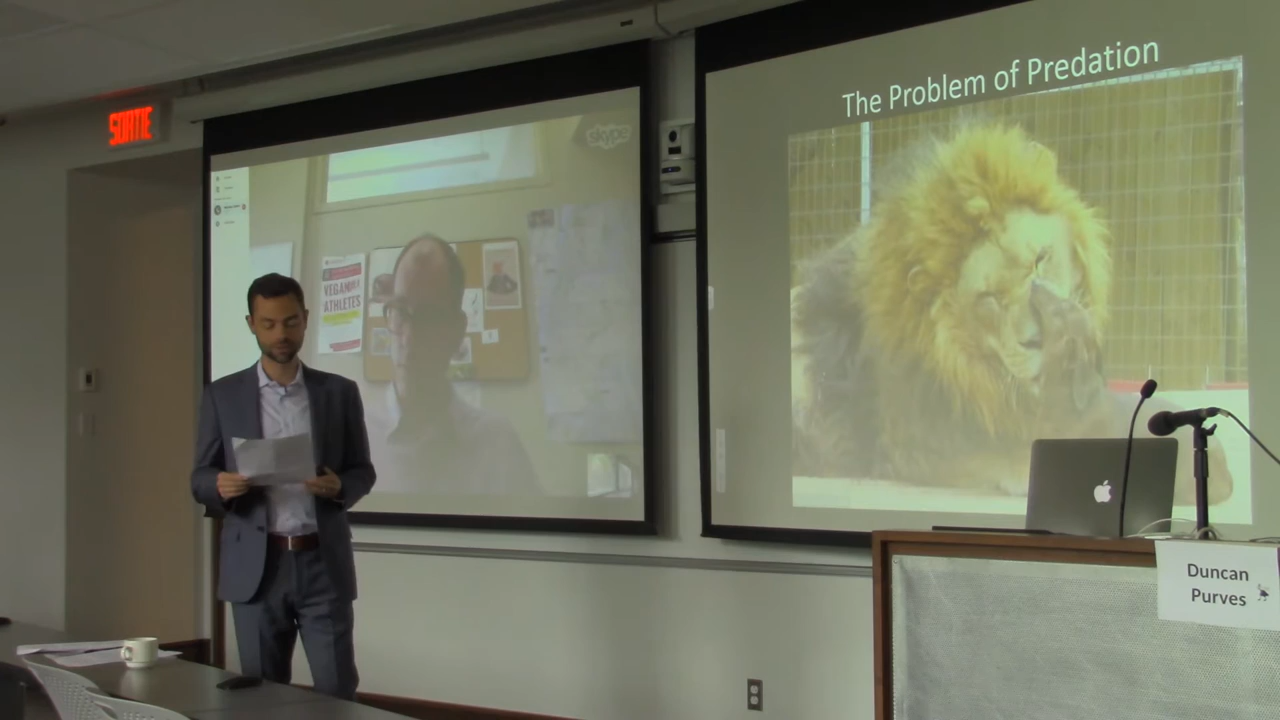 SORTIE
skype
VEGAN
ATHLETES
The Problem of Predation
Duncan
Purves